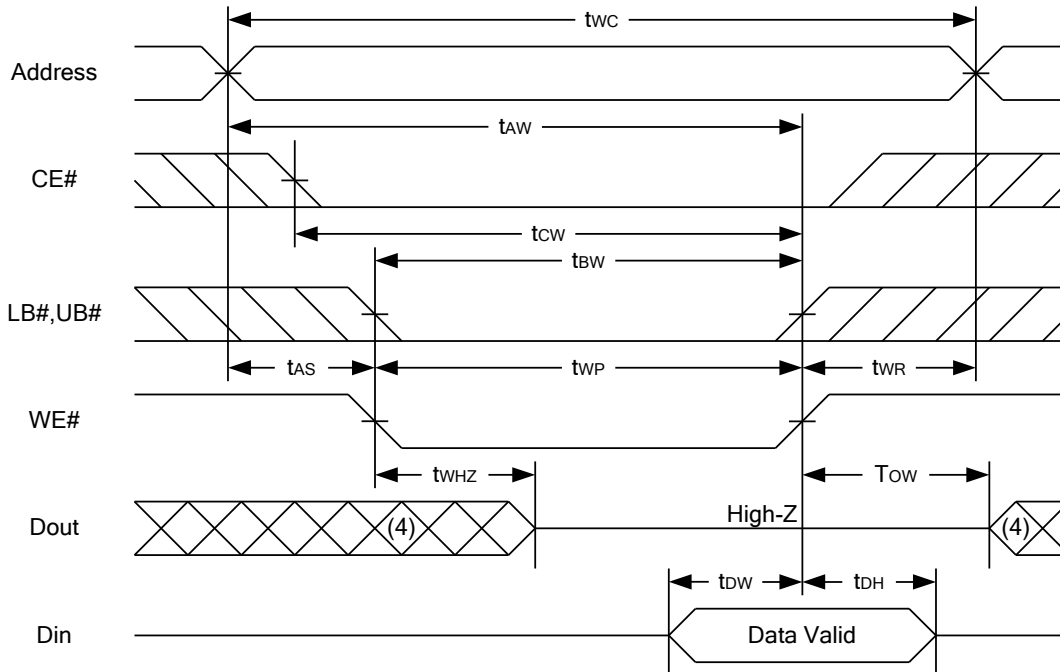 tWC
Address
tAW
CE#
tCW
tBW
LB#,UB#
tAS
tWP
tWR
WE#
tWHZ
TOW
Dout
(4)
High-Z
(4)
tDW
tDH
Din
Data Valid